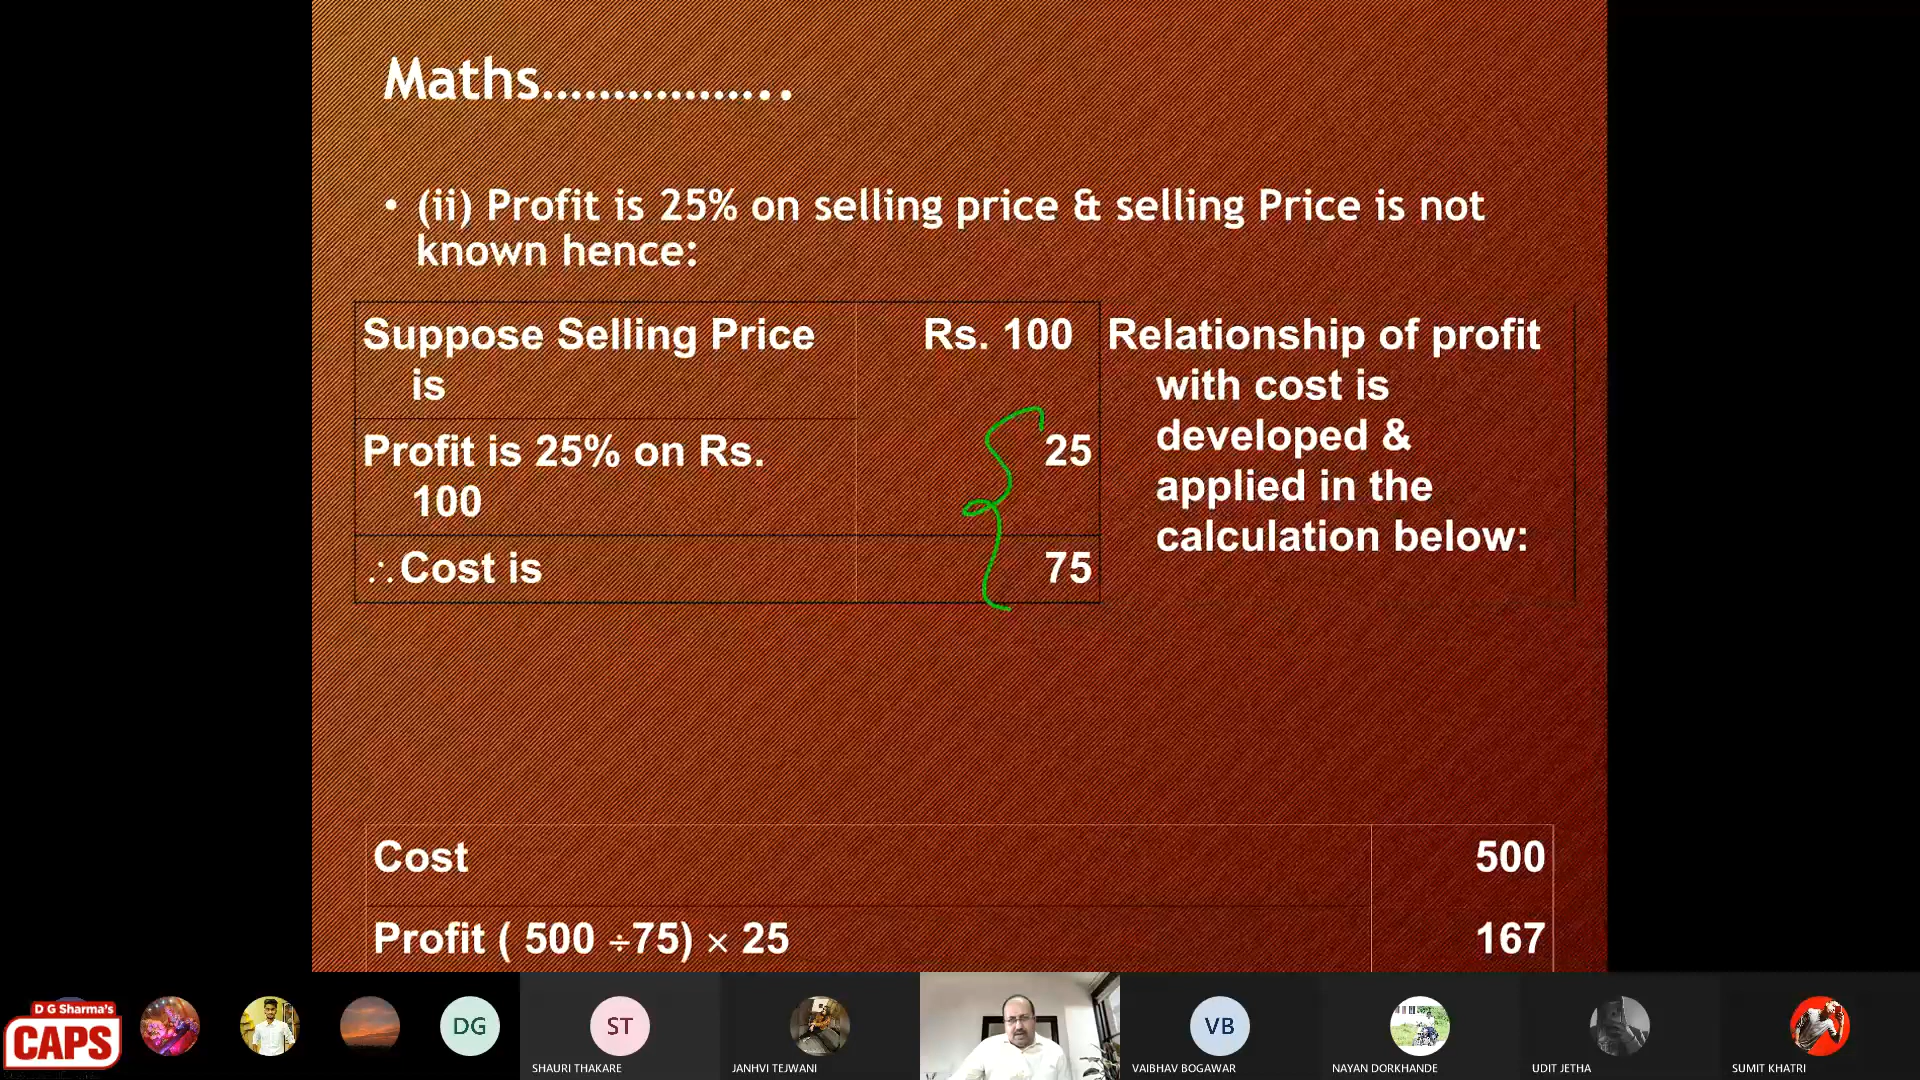 Maths................
• (ii) Profit is 25% on selling price & selling Price is not
known hence:
Suppose Selling Price
is
Rs. 100
Profit is 25% on Rs.
100
25
∴Cost is
75
Relationship of profit
with cost is
developed &
applied in the
calculation below:
Cost 500
Profit ( 500 ÷75) × 25 167
D G Sharma's
CAPS
DG
ST
SHAURI THAKARE
JANHVI TEJWANI
VB
VAIBHAV BOGAWAR
NAYAN DORKHANDE
UDIT JETHA
SUMIT KHATRI